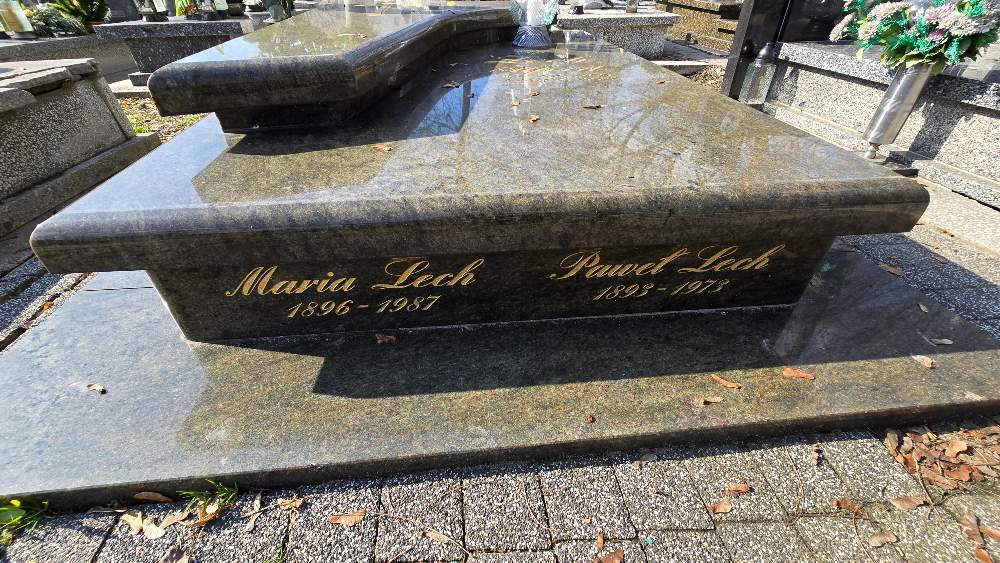 Maria Lech
1896 - 1987
Paweł Lech
1893 - 1973